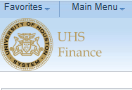 Favorites
Main Menu
UNIVERSITY OF HOUSTON
SYSTEM
UHS
Finance